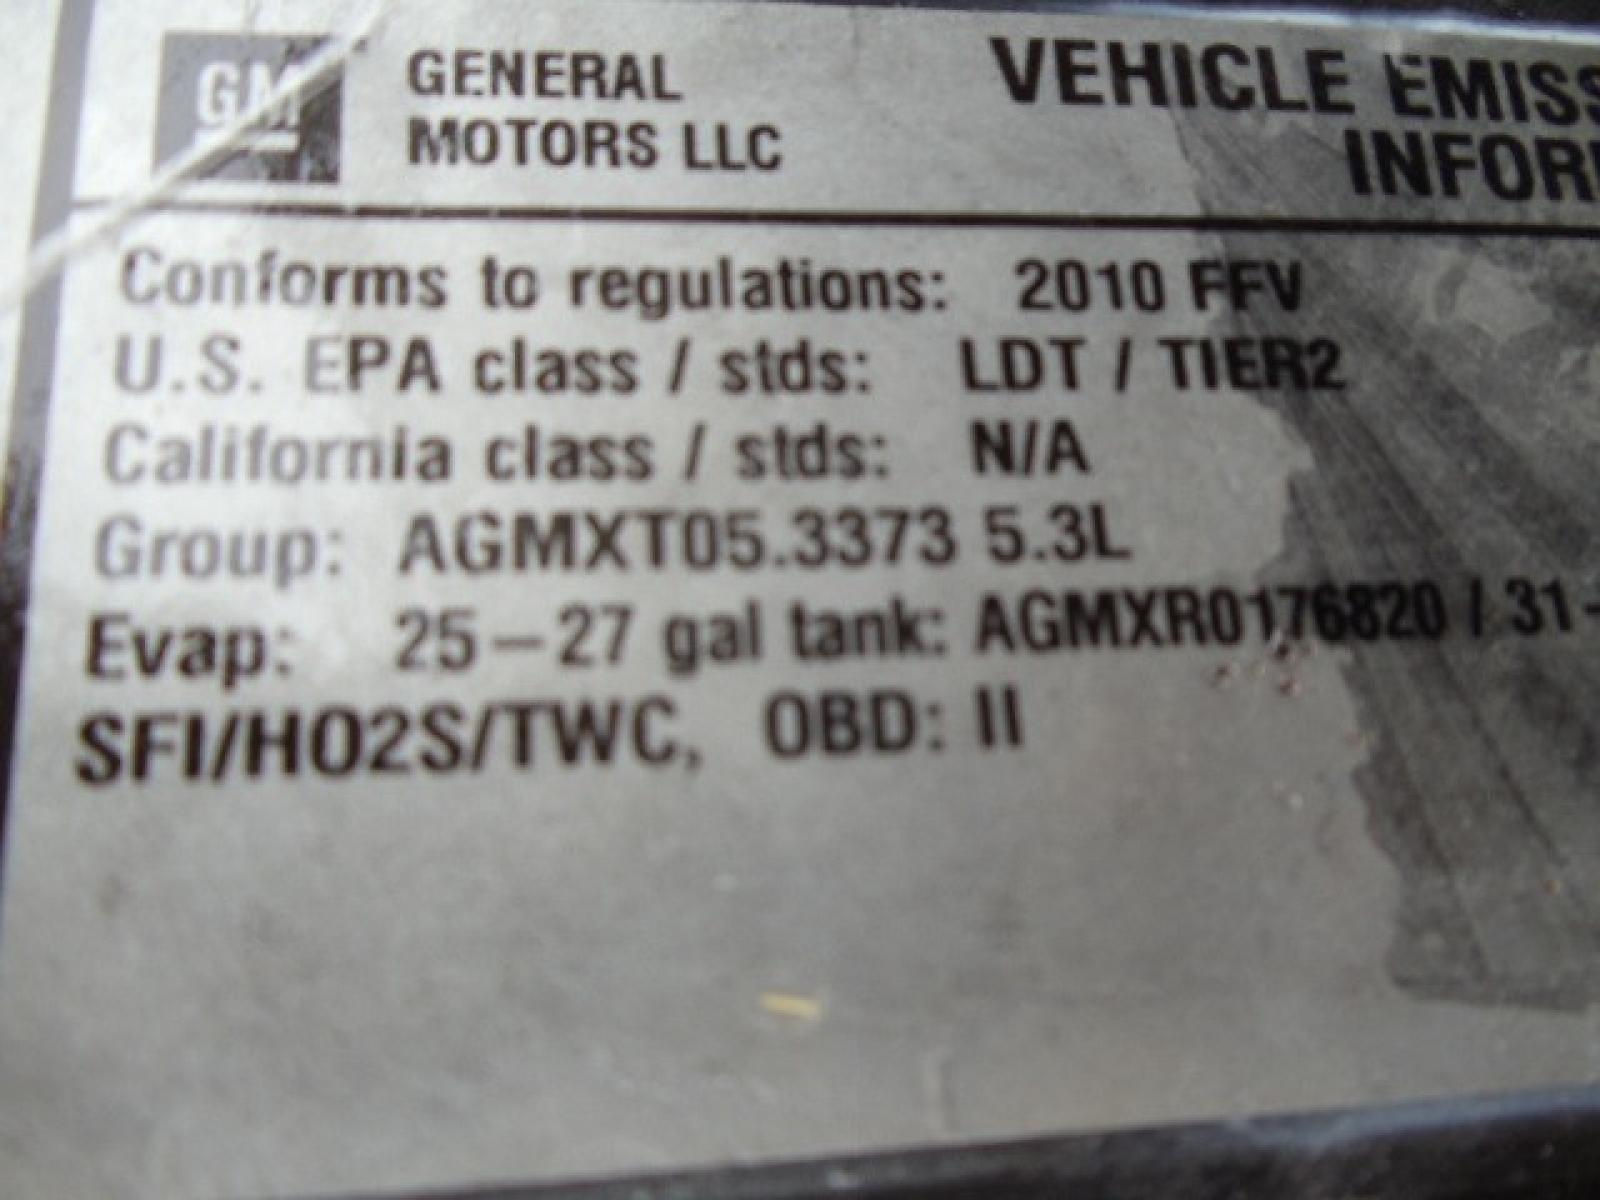 GM
GENERAL
MOTORS LLC
VEHICLE EMISS
INFOR
Conforms to regulations: 2010 FFV
U.S. EPA class / stds: LDT / TIER2
California class / stds: N/A
Group: AGMXT05.3373 5.3L
Evap: 25–27 gal tank: AGMXR0176820 / 31-
SFI/HO2S/TWC, OBD: II